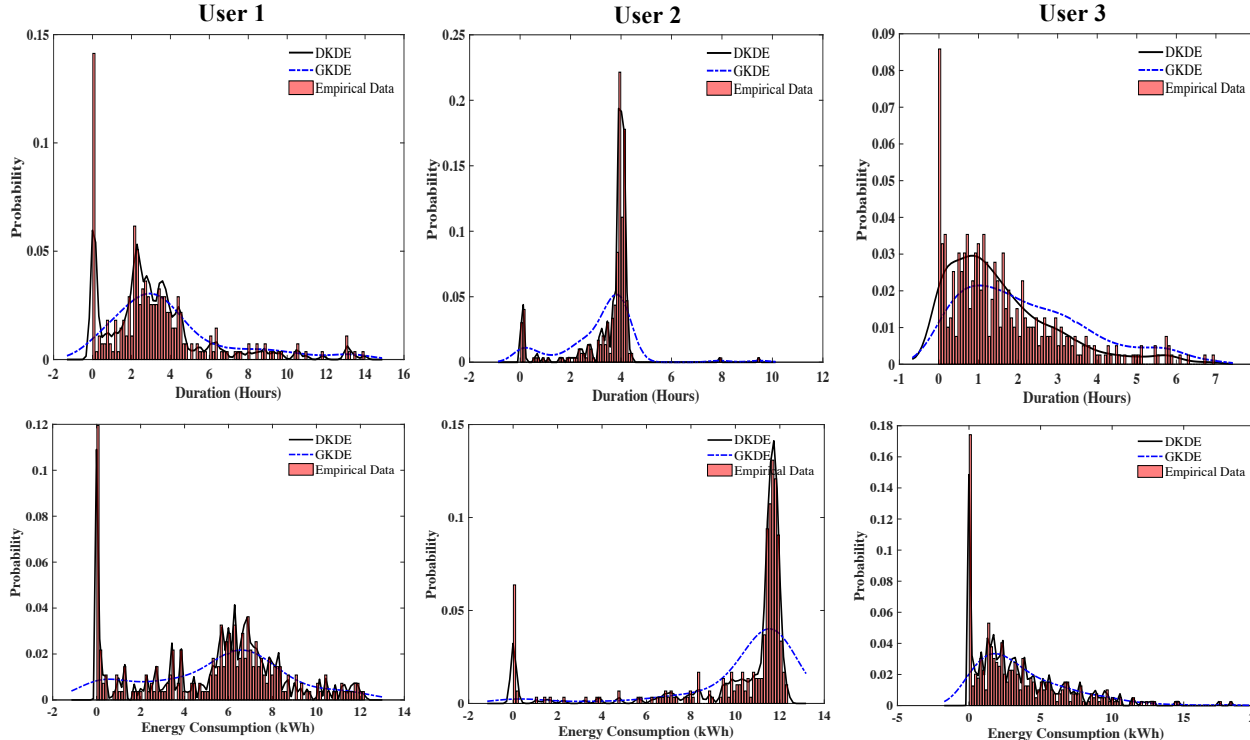 User 1
User 2
User 3
0.15
0.1
0.05
0
Probability
DKDE
GKDE
Empirical Data
-2 0 2 4 6 8 10 12 14 16
Duration (Hours)
0.25
0.2
0.15
0.1
0.05
0
Probability
DKDE
GKDE
Empirical Data
-2 0 2 4 6 8 10 12
Duration (Hours)
0.09
0.08
0.07
0.06
0.05
0.04
0.03
0.02
0.01
0
Probability
DKDE
GKDE
Empirical Data
-1 0 1 2 3 4 5 6 7
Duration (Hours)
0.12
0.1
0.08
0.06
0.04
0.02
0
Probability
DKDE
GKDE
Empirical Data
-2 0 2 4 6 8 10 12 14
Energy Consumption (kWh)
0.15
0.1
0.05
0
Probability
DKDE
GKDE
Empirical Data
-2 0 2 4 6 8 10 12 14
Energy Consumption (kWh)
0.18
0.16
0.14
0.12
0.1
0.08
0.06
0.04
0.02
0
Probability
DKDE
GKDE
Empirical Data
-5 0 5 10 15
Energy Consumption (kWh)